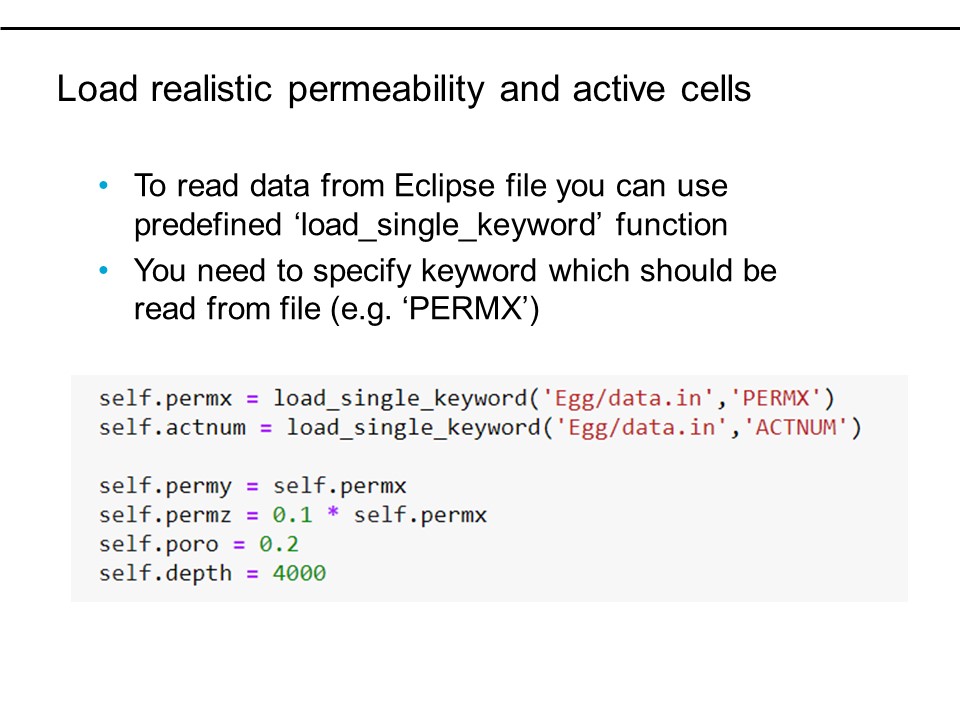 Load realistic permeability and active cells
• To read data from Eclipse file you can use
predefined ‘load_single_keyword’ function
• You need to specify keyword which should be
read from file (e.g. ‘PERMX’)
self.permx = load_single_keyword('Egg/data.in','PERMX')
self.actnum = load_single_keyword('Egg/data.in','ACTNUM')
self.permy = self.permx
self.permz = 0.1 * self.permx
self.poro = 0.2
self.depth = 4000